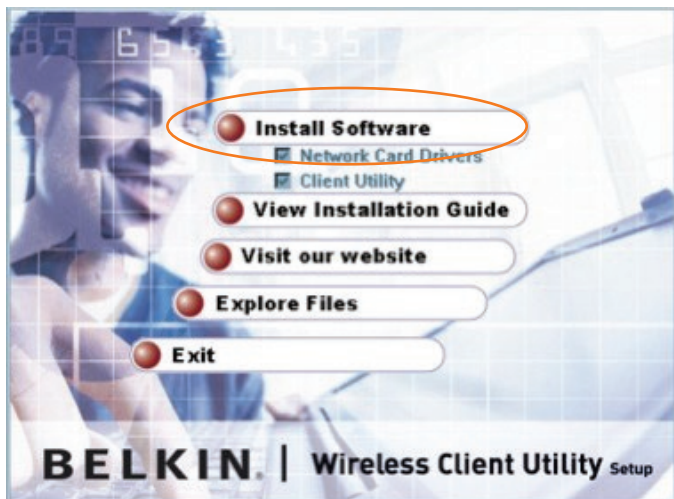 Install Software
Network Card Drivers
Client Utility
View Installation Guide
Visit our website
Explore Files
Exit
BELKIN. | Wireless Client Utility Setup